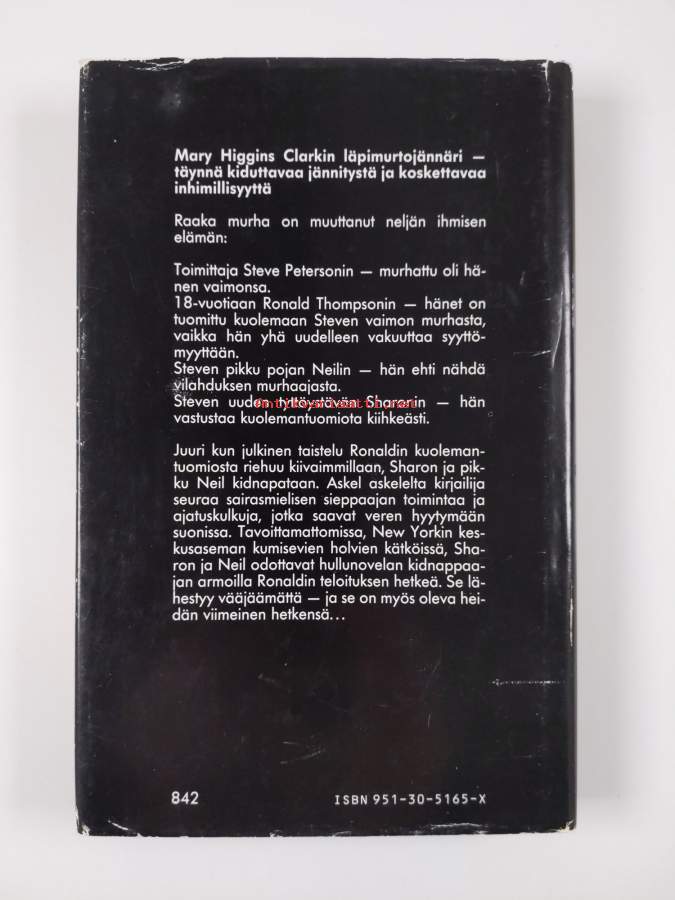 Mary Higgins Clarkin läpimurtojännäri —
täynnä kiduttavaa jännitystä ja koskettavaa
inhimillisyyttä
Raaka murha on muuttanut neljän ihmisen
elämän:
Toimittaja Steve Petersonin — murhattu oli hä-
nen vaimonsa.
18-vuotiaan Ronald Thompsonin — hänet on
tuomittu kuolemaan Steven vaimon murhasta,
vaikka hän yhä uudelleen vakuuttaa syyttö-
myyttään.
Steven pikku pojan Neilin — hän ehti nähdä
vilahduksen murhaajasta.
Steven uuden tyttöystävän Sharonin — hän
vastustaa kuolemantuomiota kiihkeästi.
Juuri kun julkinen taistelu Ronaldin kuoleman-
tuomiosta riehuu kiivaimmillaan, Sharon ja pik-
ku Neil kidnapataan. Askel askelelta kirjailija
seuraa sairasmielisen sieppaajan toimintaa ja
ajatuskulkuja, jotka saavat veren hyytymään
suonissa. Tavoittamattomissa, New Yorkin kes-
kusaseman kumisevien holvien kätköissä, Sha-
ron ja Neil odottavat hullunovelan kidnappaa-
jan armoilla Ronaldin teloituksen hetkeä. Se lä-
hestyy vääjäämättä — ja se on myös oleva hei-
dän viimeinen hetkensä...
842
ISBN 951-30-5165-X
Antikvariaatti.net